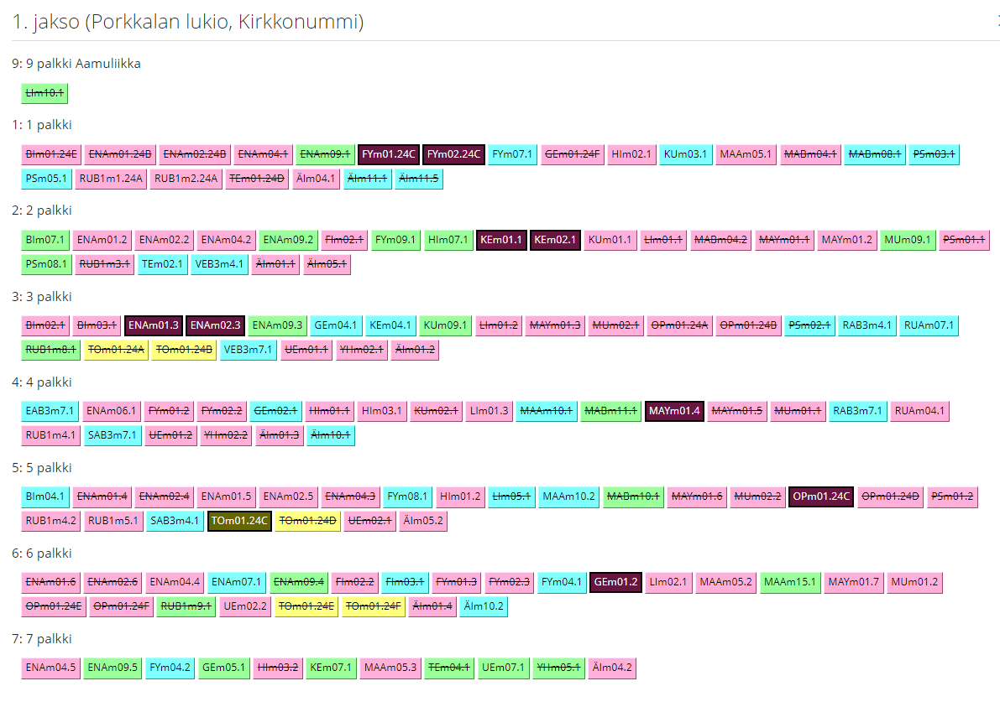 1. jakso (Porkkalan lukio, Kirkkonummi)
9: 9 palkki Aamuliikka
LIm10.1
1: 1 palkki
BIm01.24E ENAm01.24B ENAm02.24B ENAm04.1 ENAm09.1 FYm01.24C FYm02.24C FYm07.1 GEm01.24F HIm02.1 KUm03.1 MAAm05.1 MABm04.1 MABm08.1 PSm03.1
PSm05.1 RUB1m1.24A RUB1m2.24A TEm01.24D ÄIm04.1 ÄIm11.1 ÄIm11.5
2: 2 palkki
BIm07.1 ENAm01.2 ENAm02.2 ENAm04.2 ENAm09.2 FIm02.1 FYm09.1 HIm07.1 KEm01.1 KEm02.1 KUm01.1 LIm01.1 MABm04.2 MAYm01.1 MAYm01.2 MUm09.1 PSm01.1
PSm08.1 RUB1m3.1 TEm02.1 VEB3m4.1 ÄIm01.1 ÄIm05.1
3: 3 palkki
BIm02.1 BIm03.1 ENAm01.3 ENAm02.3 ENAm09.3 GEm04.1 KEm04.1 KUm09.1 LIm01.2 MAYm01.3 MUm02.1 OPm01.24A OPm01.24B PSm02.1 RAB3m4.1 RUAm07.1
RUB1m8.1 TOm01.24A TOm01.24B VEB3m7.1 UEm01.1 YHm02.1 ÄIm01.2
4: 4 palkki
EAB3m7.1 ENAm06.1 FYm01.2 FYm02.2 GEm02.1 HIm01.1 HIm03.1 KUm02.1 LIm01.3 MAAm10.1 MABm11.1 MAYm01.4 MAYm01.5 MUm01.1 RAB3m7.1 RUAm04.1
RUB1m4.1 SAB3m7.1 UEm01.2 YHm02.2 ÄIm01.3 ÄIm10.1
5: 5 palkki
BIm04.1 ENAm01.4 ENAm02.4 ENAm01.5 ENAm02.5 ENAm04.3 FYm08.1 HIm01.2 LIm05.1 MAAm10.2 MABm10.1 MAYm01.6 MUm02.2 OPm01.24C OPm01.24D PSm01.2
RUB1m4.2 RUB1m5.1 SAB3m4.1 TOm01.24C TOm01.24D UEm02.1 ÄIm05.2
6: 6 palkki
ENAm01.6 ENAm02.6 ENAm04.4 ENAm07.1 ENAm09.4 FIm02.2 FIm03.1 FYm01.3 FYm02.3 FYm04.1 GEm01.2 LIm02.1 MAAm05.2 MAAm15.1 MAYm01.7 MUm01.2
OPm01.24E OPm01.24F RUB1m9.1 UEm02.2 TOm01.24E TOm01.24F ÄIm01.4 ÄIm10.2
7: 7 palkki
ENAm04.5 ENAm09.5 FYm04.2 GEm05.1 HIm03.2 KEm07.1 MAAm05.3 TEm04.1 UEm07.1 YHm05.1 ÄIm04.2